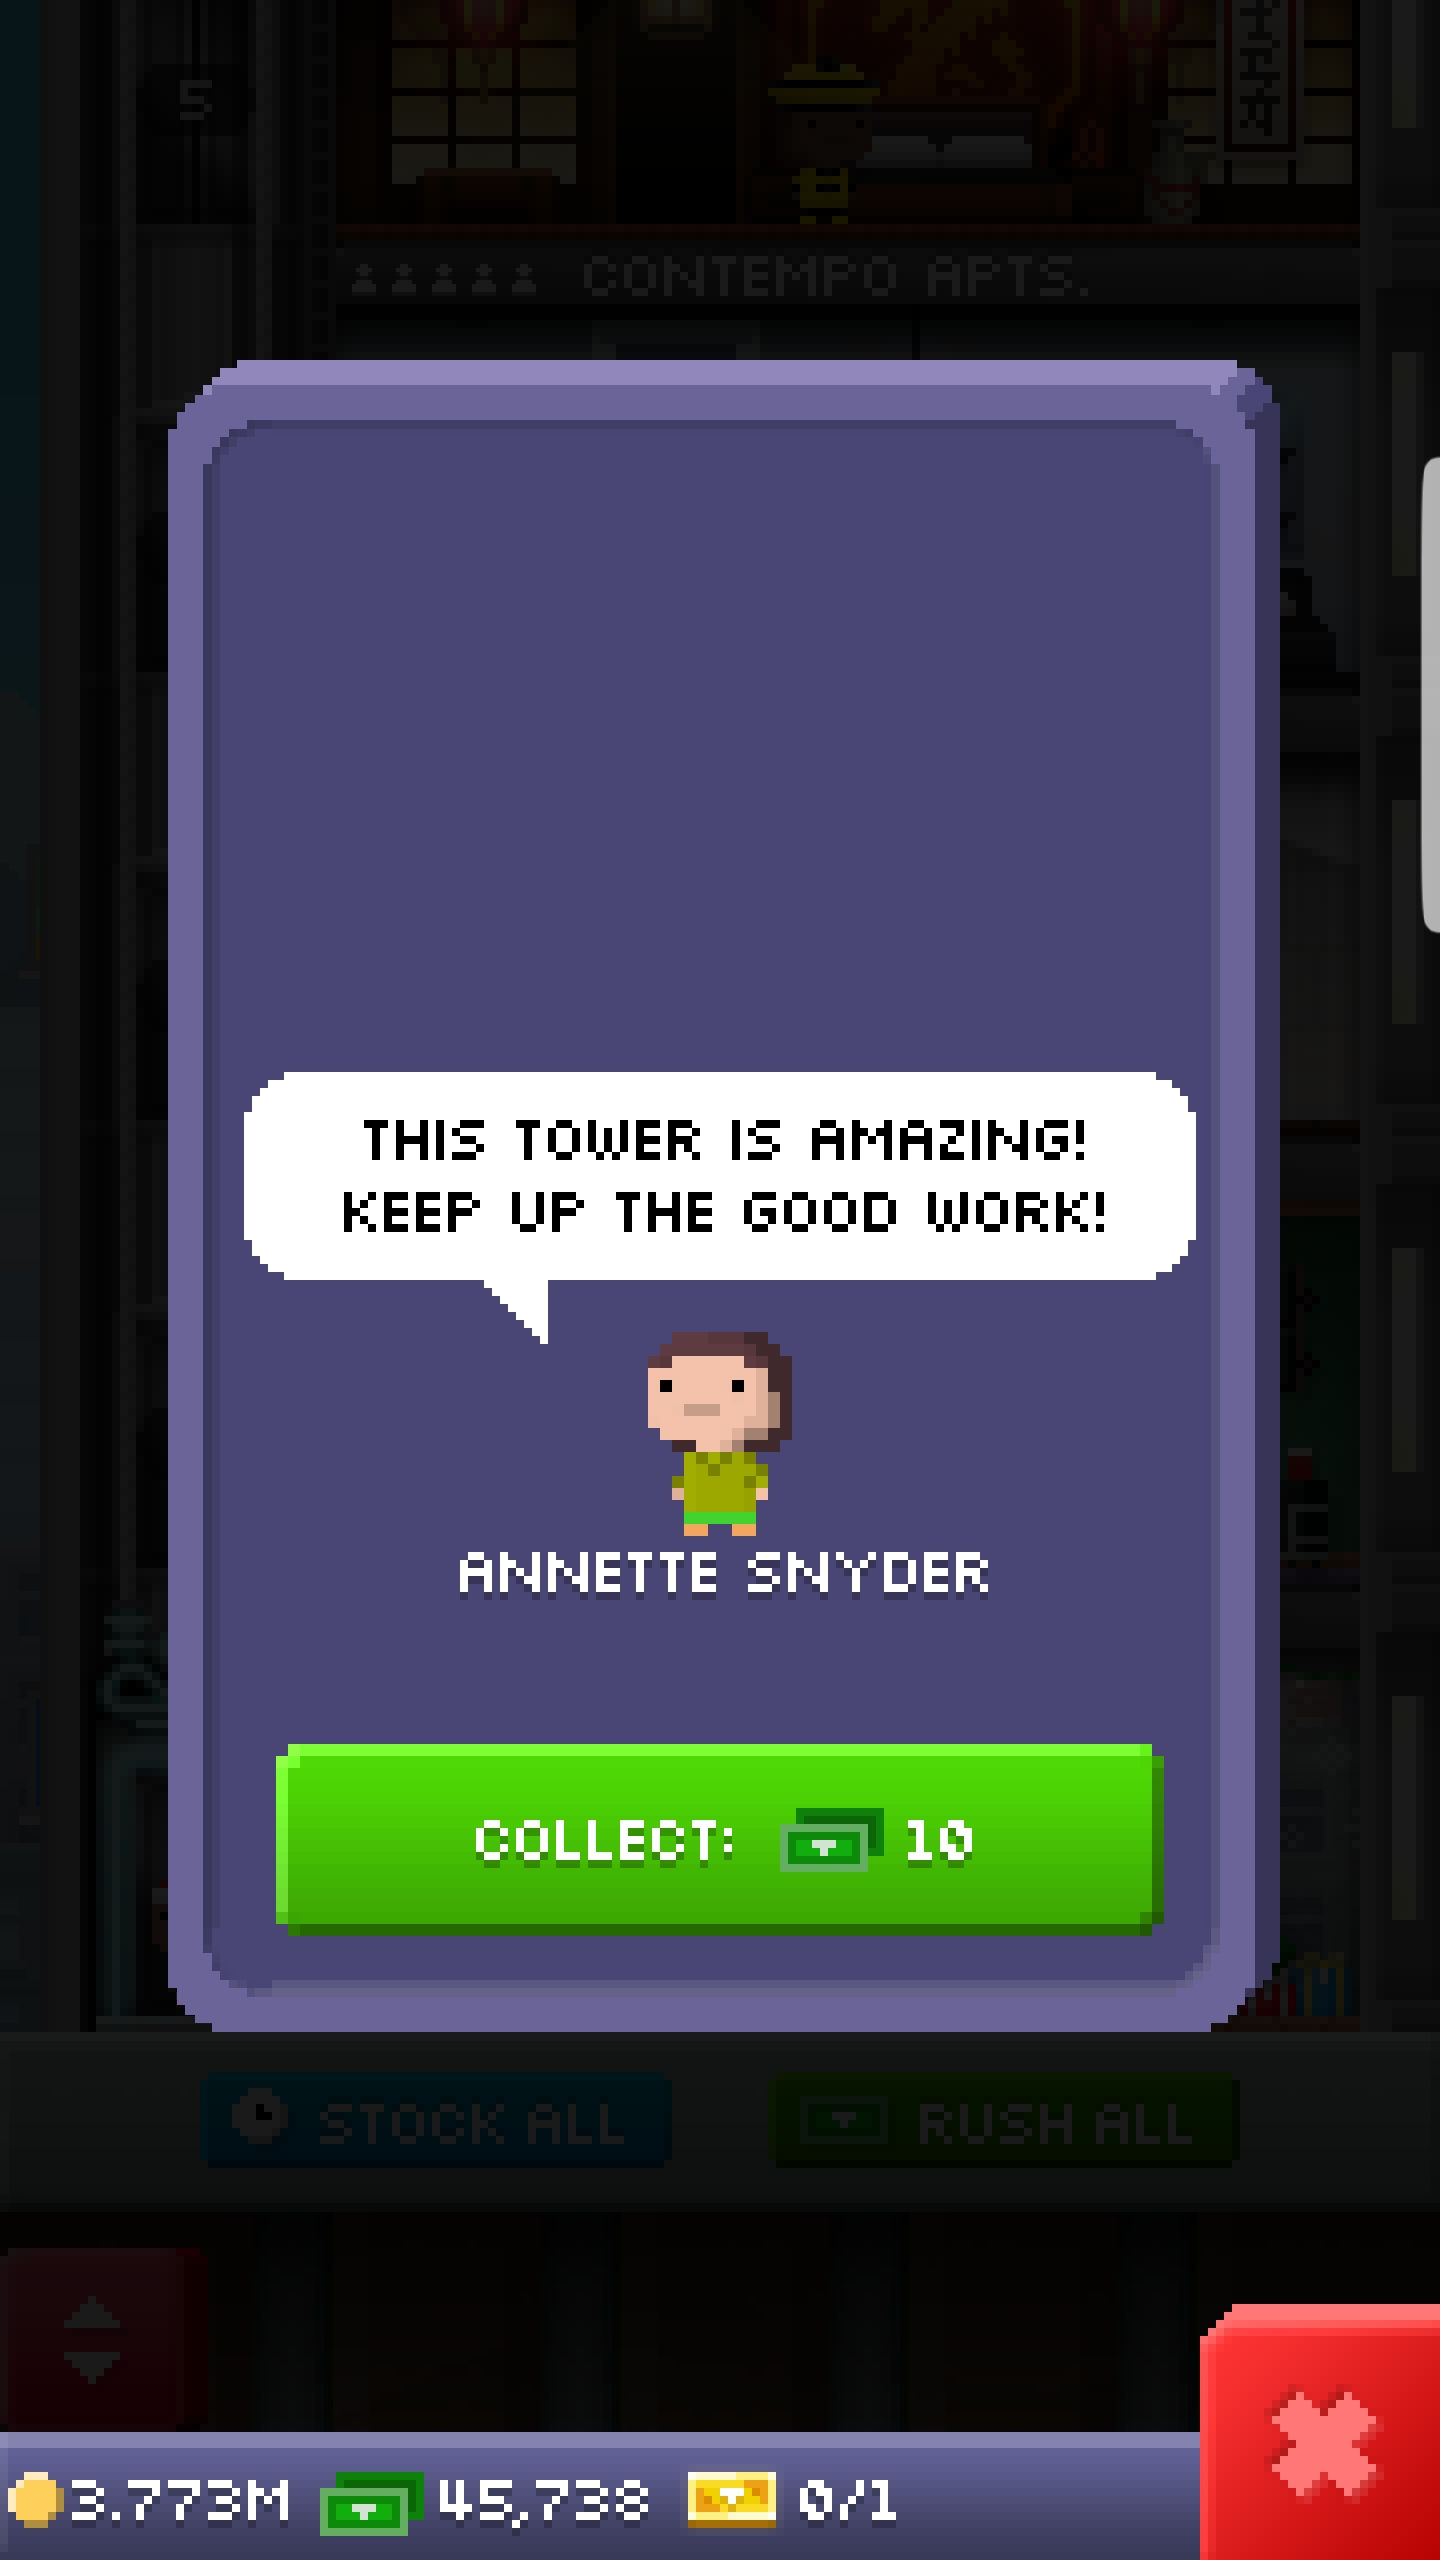 5
CONTEMPO APTS.
THIS TOWER IS AMAZING!
KEEP UP THE GOOD WORK!
ANNETTE SNYDER
COLLECT: 10
STOCK ALL
RUSH ALL
3.773M 45,738 0/1